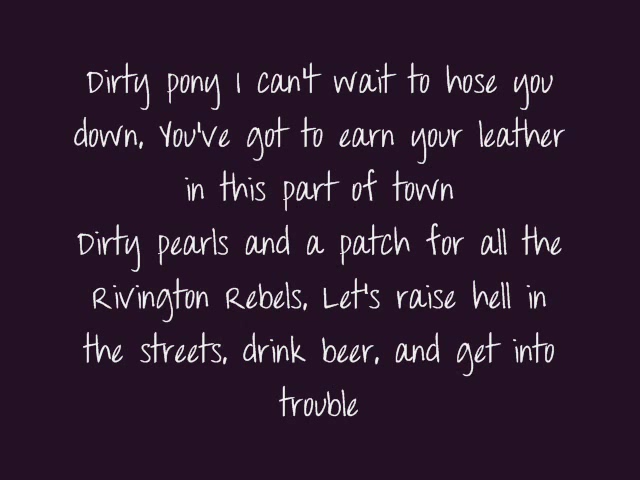 Dirty pony I can't wait to hose you
down, You've got to earn your leather
in this part of town
Dirty pearls and a patch for all the
Rivington Rebels, Let's raise hell in
the streets, drink beer, and get into
trouble